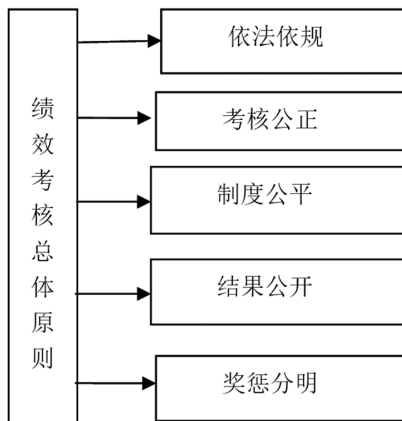 绩效考核总体原则
依法依规
考核公正
制度公平
结果公开
奖惩分明